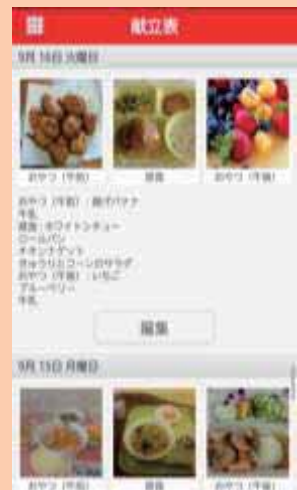 献立表
9月 16日 火曜日
おやつ (午前)
昼食
おやつ (午後)
おやつ (午前) : 揚げバナナ
牛乳
昼食 : ホワイトシチュー
ロールパン
チキンナゲット
きゅうりとコーンのサラダ
おやつ (午後) : いちご
ブルーベリー
牛乳
編集
9月 15日 月曜日
おやつ (午前)
昼食
おやつ (午後)